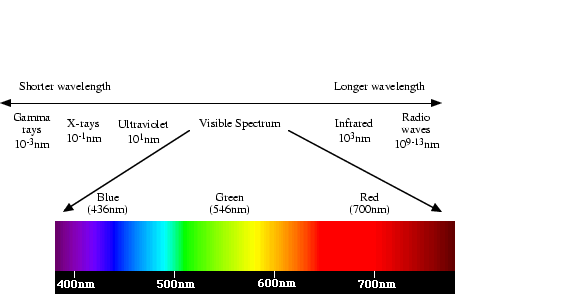 Shorter wavelength Longer wavelength
Gamma rays 10-3nm
X-rays 10-1nm
Ultraviolet 10¹nm
Visible Spectrum
Infrared 10³nm
Radio waves 10⁹-13nm
Blue (436nm)
Green (546nm)
Red (700nm)
400nm 500nm 600nm 700nm